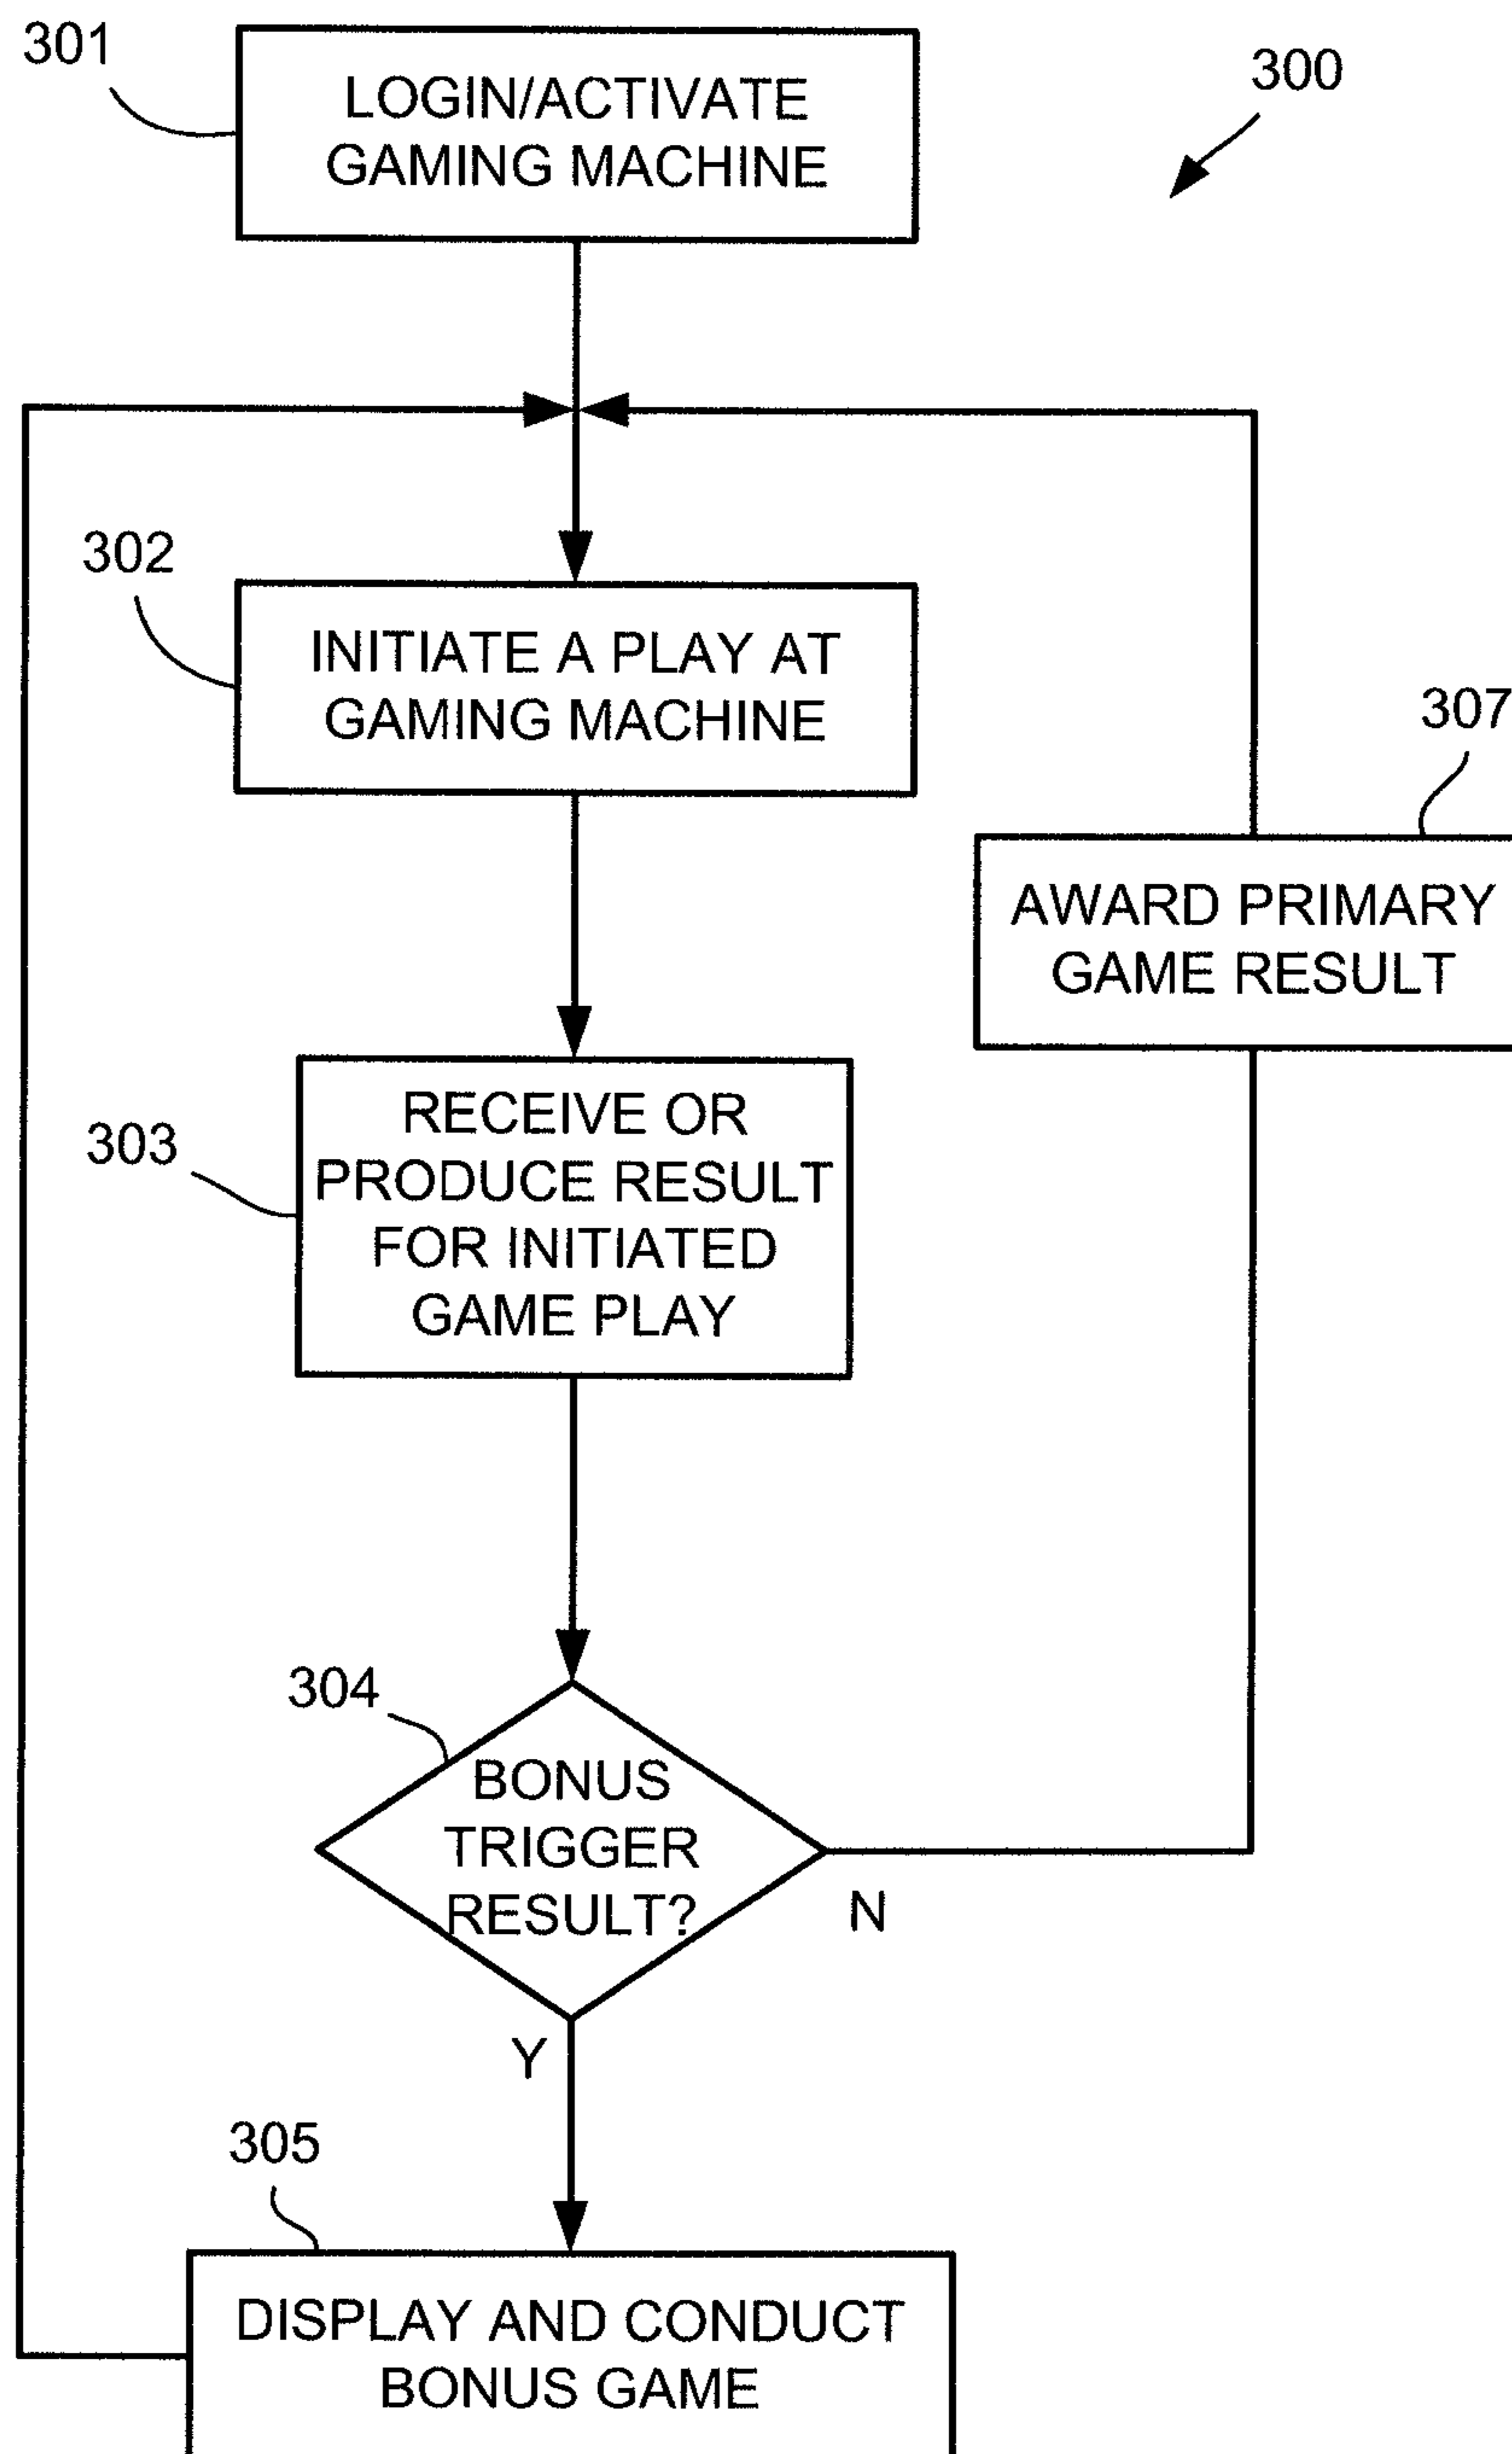 301
LOGIN/ACTIVATE
GAMING MACHINE
300
302
INITIATE A PLAY AT
GAMING MACHINE
307
AWARD PRIMARY
GAME RESULT
303
RECEIVE OR
PRODUCE RESULT
FOR INITIATED
GAME PLAY
304
BONUS
TRIGGER
RESULT?
N
Y
305
DISPLAY AND CONDUCT
BONUS GAME